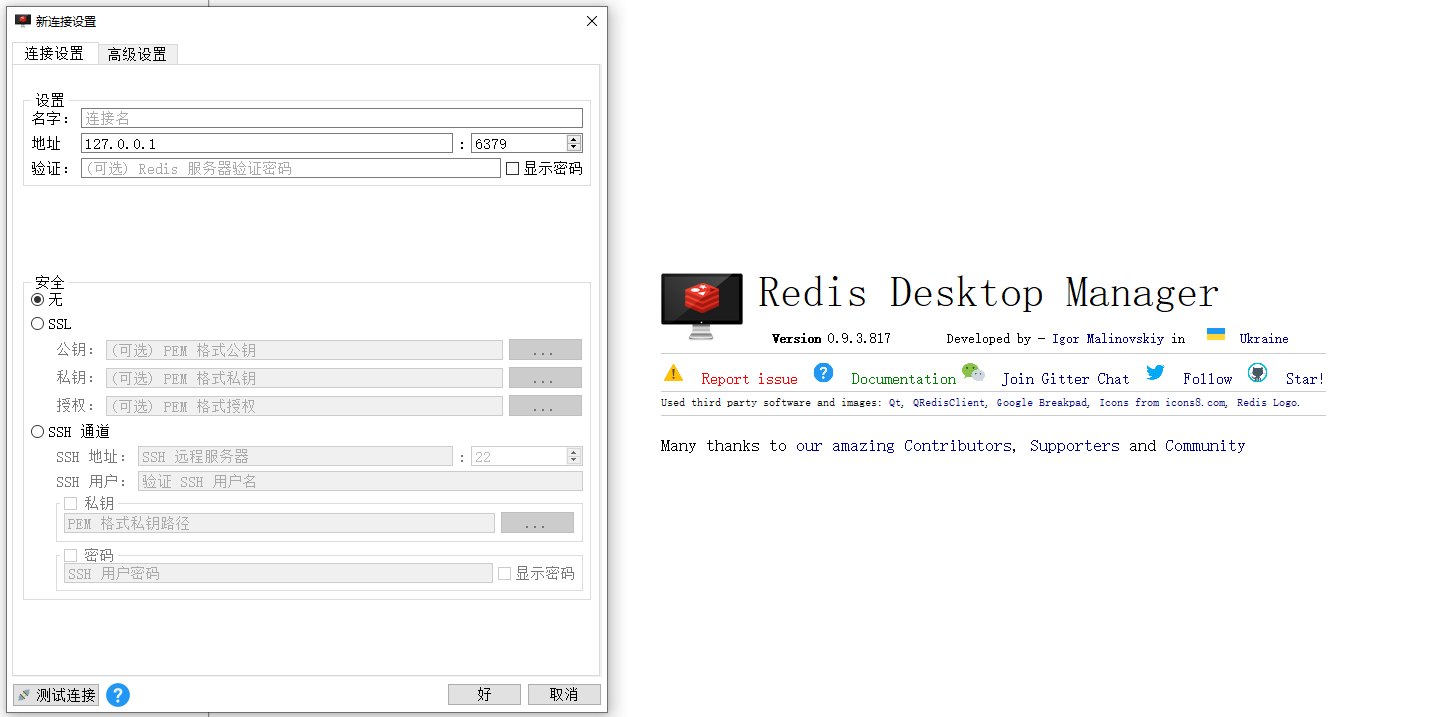 新连接设置
连接设置 高级设置
设置
名字： 连接名
地址 127.0.0.1 : 6379
验证： (可选) Redis 服务器验证密码 显示密码
安全
无
SSL
公钥： (可选) PEM 格式公钥 ...
私钥： (可选) PEM 格式私钥 ...
授权： (可选) PEM 格式授权 ...
SSH 通道
SSH 地址： SSH 远程服务器 : 22
SSH 用户： 验证 SSH 用户名
私钥
PEM 格式私钥路径 ...
密码
SSH 用户密码 显示密码
测试连接 ? 好 取消
Redis Desktop Manager
Version 0.9.3.817 Developed by - Igor Malinovskiy in Ukraine
Report issue ? Documentation Join Gitter Chat Follow Star!
Used third party software and images: Qt, QRedisClient, Google Breakpad, Icons from icons8.com, Redis Logo.
Many thanks to our amazing Contributors, Supporters and Community